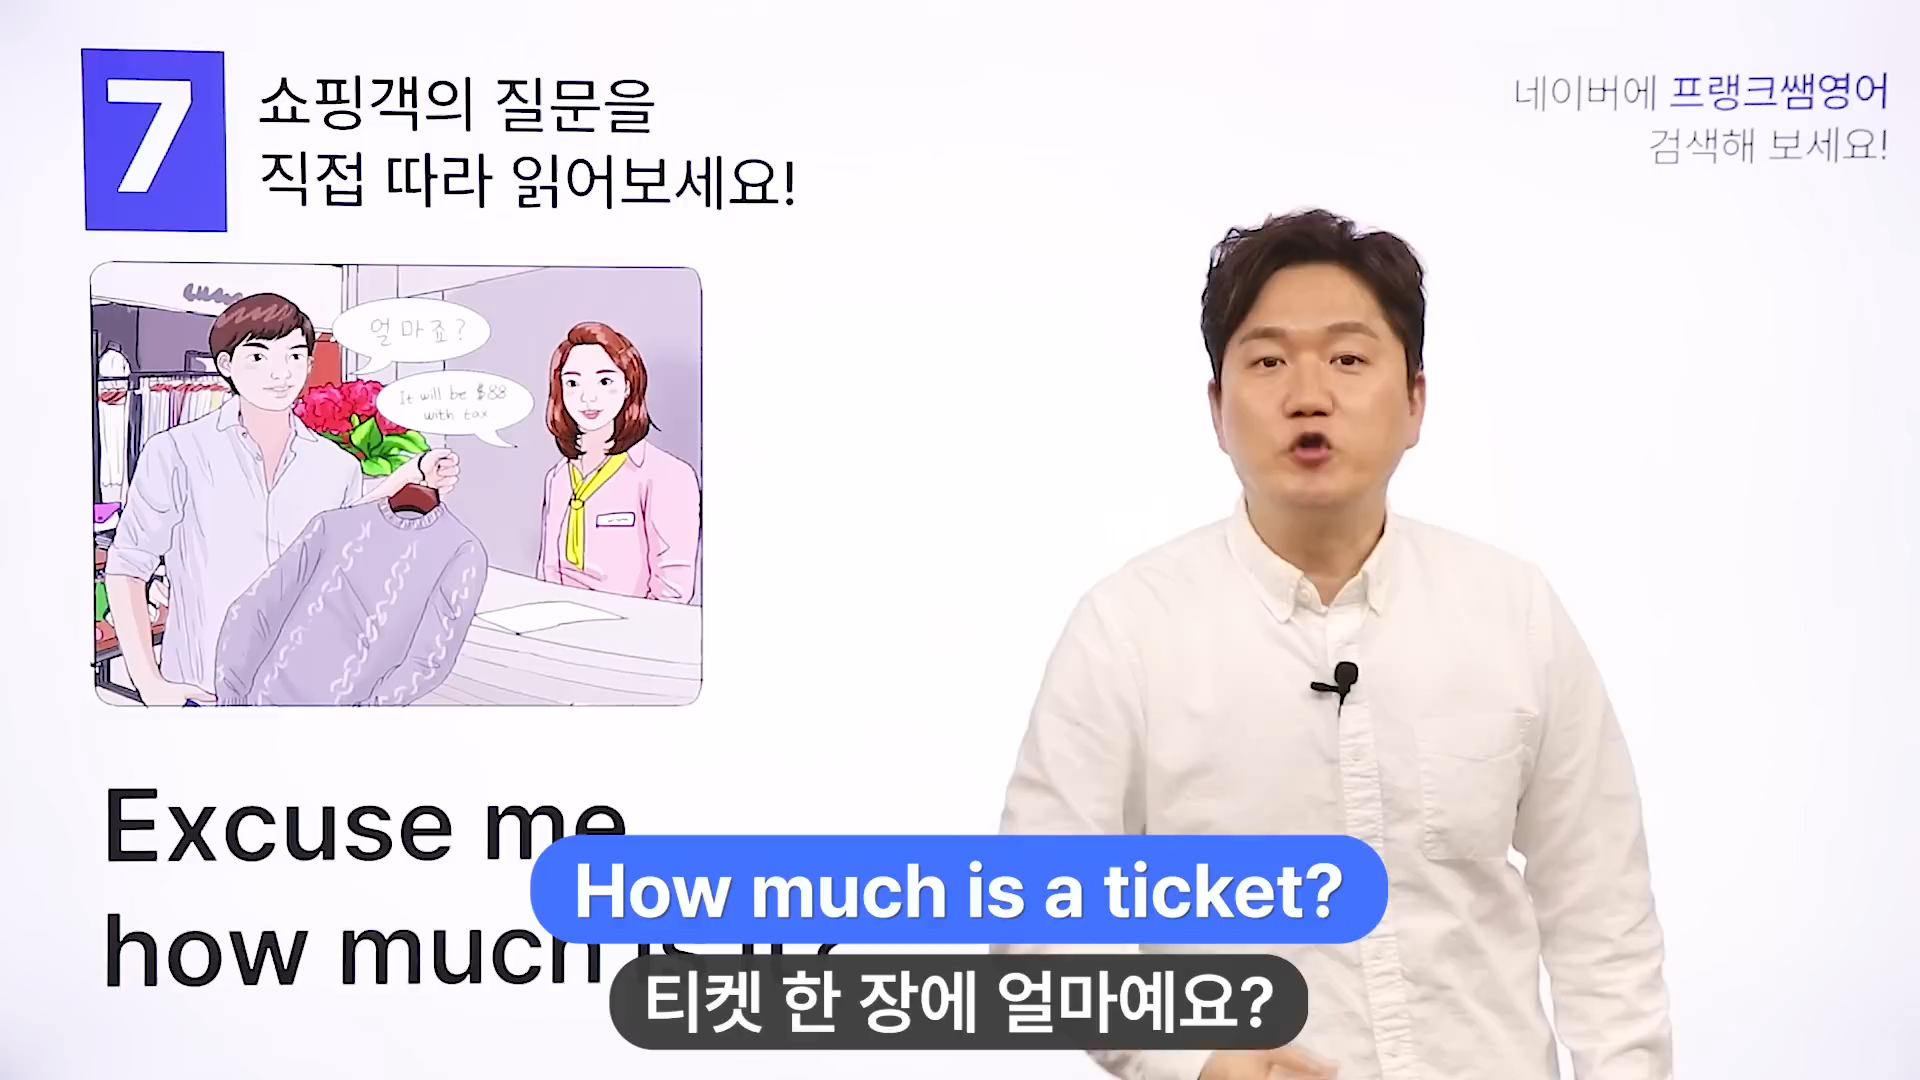 7
쇼핑객의 질문을
직접 따라 읽어보세요!
네이버에 프랭크쌤영어
검색해 보세요!
얼마죠?
It will be $88
with tax
Excuse me
how much is it?
How much is a ticket?
티켓 한 장에 얼마예요?